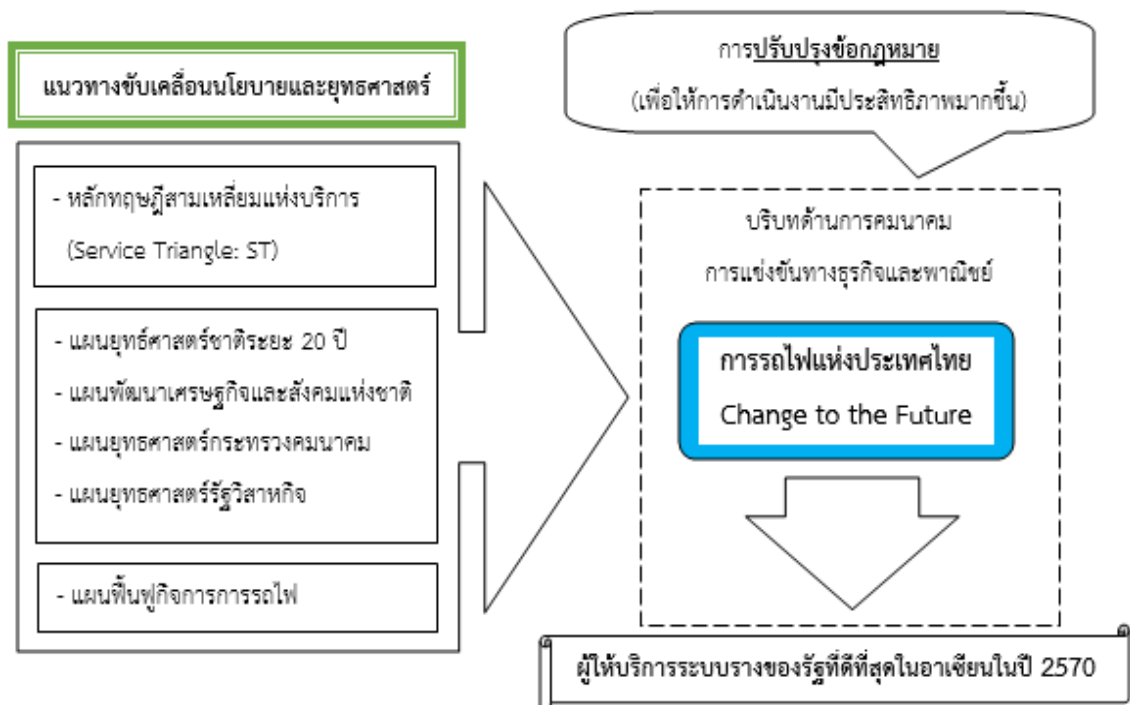 แนวทางขับเคลื่อนนโยบายและยุทธศาสตร์
- หลักทฤษฎีสามเหลี่ยมแห่งบริการ
(Service Triangle: ST)
- แผนยุทธ์ศาสตร์ชาติระยะ 20 ปี
- แผนพัฒนาเศรษฐกิจและสังคมแห่งชาติ
- แผนยุทธศาสตร์กระทรวงคมนาคม
- แผนยุทธศาสตร์รัฐวิสาหกิจ
- แผนฟื้นฟูกิจการการรถไฟ
การปรับปรุงข้อกฎหมาย
(เพื่อให้การดำเนินงานมีประสิทธิภาพมากขึ้น)
บริบทด้านการคมนาคม
การแข่งขันทางธุรกิจและพาณิชย์
การรถไฟแห่งประเทศไทย
Change to the Future
ผู้ให้บริการระบบรางของรัฐที่ดีที่สุดในอาเซียนในปี 2570